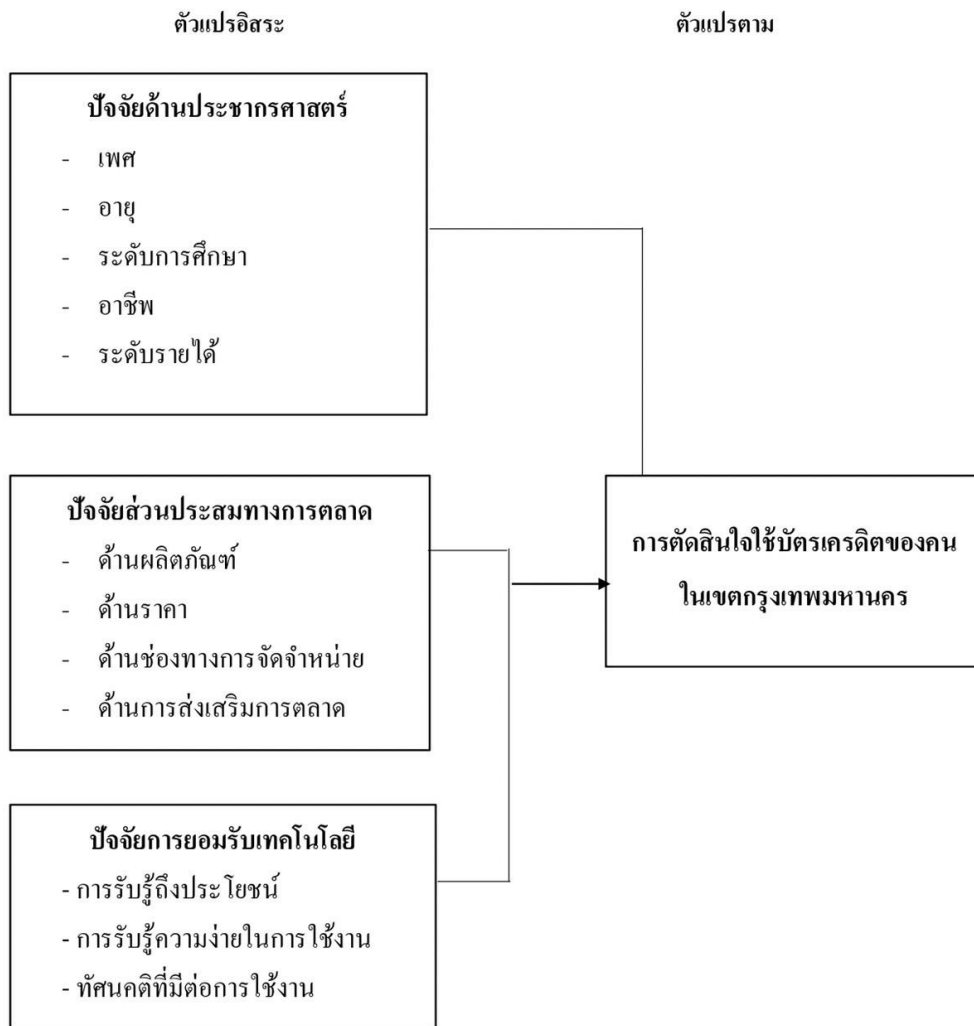 ตัวแปรอิสระ
ตัวแปรตาม
ปัจจัยด้านประชากรศาสตร์
- เพศ
- อายุ
- ระดับการศึกษา
- อาชีพ
- ระดับรายได้
ปัจจัยส่วนประสมทางการตลาด
- ด้านผลิตภัณฑ์
- ด้านราคา
- ด้านช่องทางการจัดจำหน่าย
- ด้านการส่งเสริมการตลาด
ปัจจัยการยอมรับเทคโนโลยี
- การรับรู้ถึงประโยชน์
- การรับรู้ความง่ายในการใช้งาน
- ทัศนคติที่มีต่อการใช้งาน
การตัดสินใจใช้บัตรเครดิตของคน
ในเขตกรุงเทพมหานคร